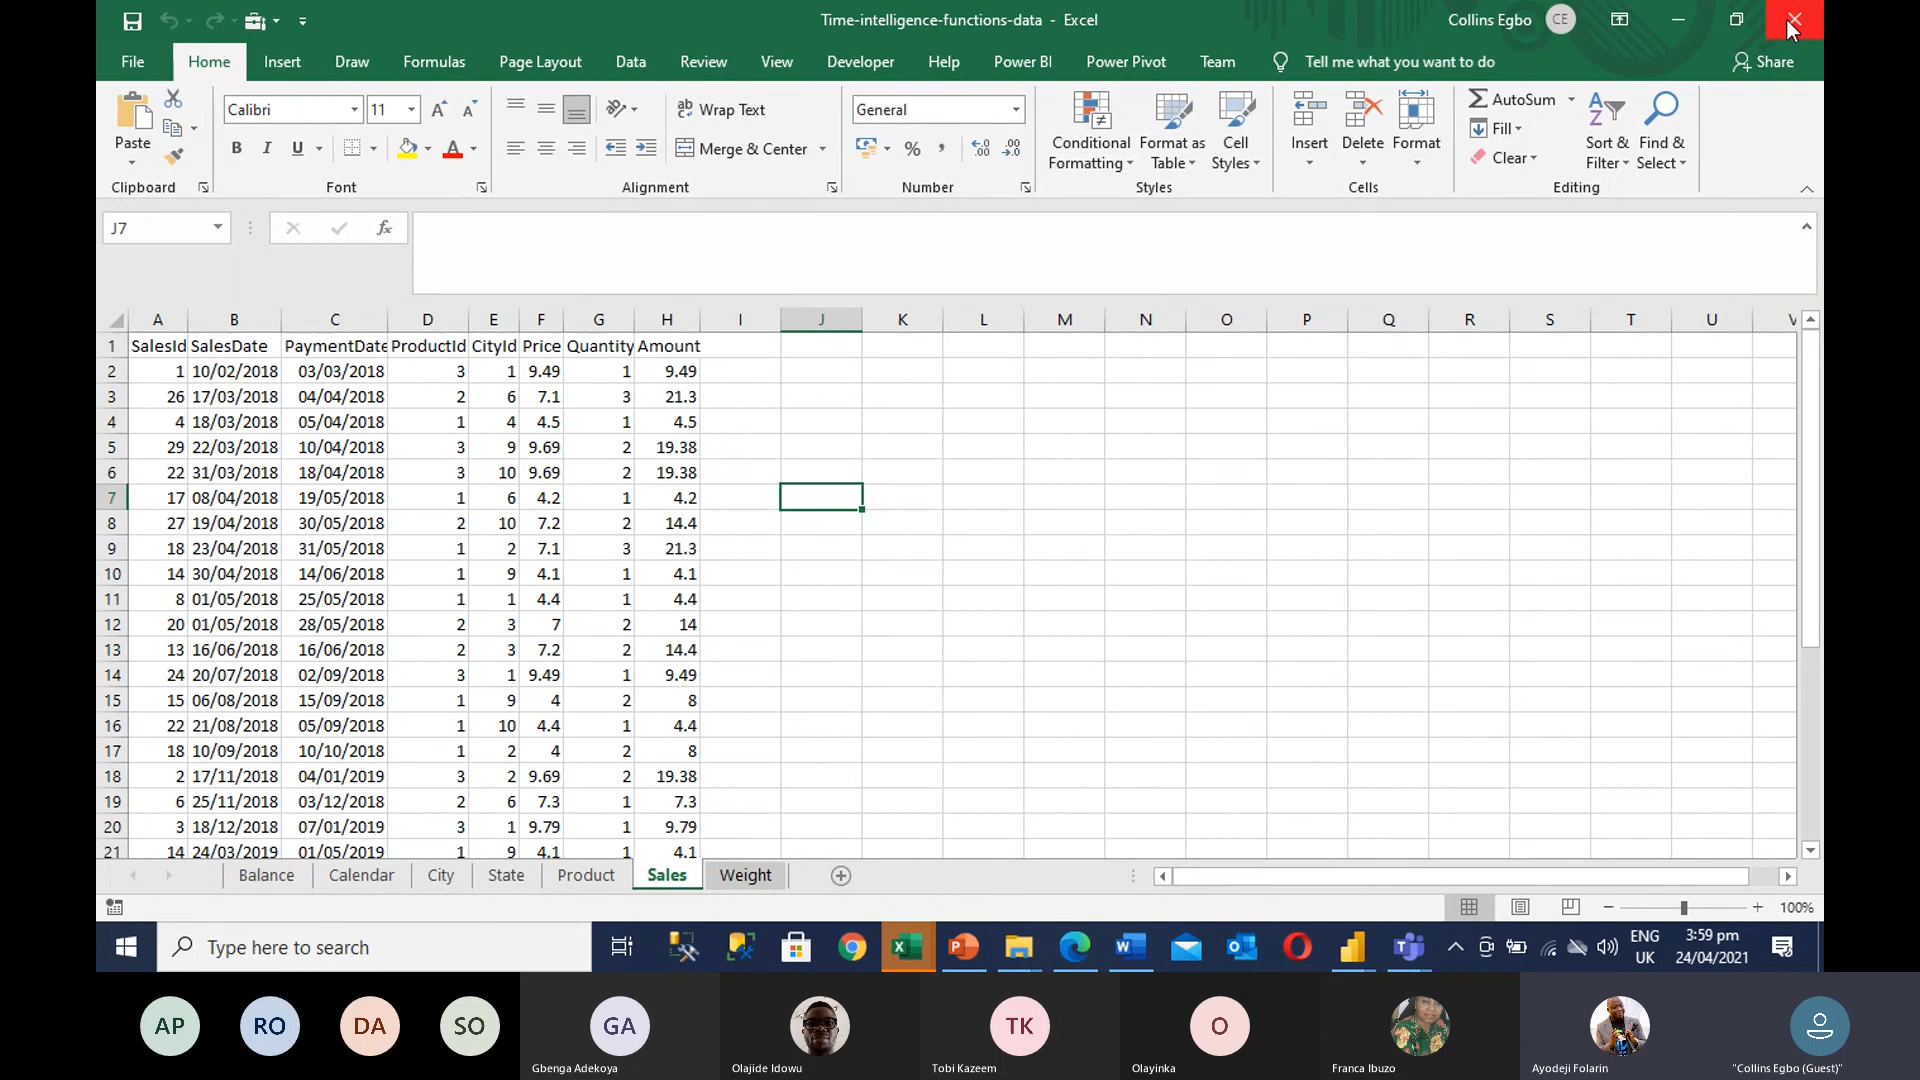 Time-intelligence-functions-data - Excel
Collins Egbo CE
File Home Insert Draw Formulas Page Layout Data Review View Developer Help Power BI Power Pivot Team Tell me what you want to do Share
Paste
Clipboard
Calibri 11
B I U A
Font
Wrap Text
Merge & Center
Alignment
General
Number
Conditional Formatting
Format as Table
Cell Styles
Styles
Insert Delete Format
Cells
AutoSum
Fill
Clear
Sort & Filter
Find & Select
Editing
J7 fx
A B C D E F G H I J K L M N O P Q R S T U V
1 SalesId SalesDate PaymentDate ProductId CityId Price Quantity Amount
2 1 10/02/2018 03/03/2018 3 1 9.49 1 9.49
3 26 17/03/2018 04/04/2018 2 6 7.1 3 21.3
4 4 18/03/2018 05/04/2018 1 4 4.5 1 4.5
5 29 22/03/2018 10/04/2018 3 9 9.69 2 19.38
6 22 31/03/2018 18/04/2018 3 10 9.69 2 19.38
7 17 08/04/2018 19/05/2018 1 6 4.2 1 4.2
8 27 19/04/2018 30/05/2018 2 10 7.2 2 14.4
9 18 23/04/2018 31/05/2018 1 2 7.1 3 21.3
10 14 30/04/2018 14/06/2018 1 9 4.1 1 4.1
11 8 01/05/2018 25/05/2018 1 1 4.4 1 4.4
12 20 01/05/2018 28/05/2018 2 3 7 2 14
13 13 16/06/2018 16/06/2018 2 3 7.2 2 14.4
14 24 20/07/2018 02/09/2018 3 1 9.49 1 9.49
15 15 06/08/2018 15/09/2018 1 9 4 2 8
16 22 21/08/2018 05/09/2018 1 10 4.4 1 4.4
17 18 10/09/2018 10/10/2018 1 2 4 2 8
18 2 17/11/2018 04/01/2019 3 2 9.69 2 19.38
19 6 25/11/2018 03/12/2018 2 6 7.3 1 7.3
20 3 18/12/2018 07/01/2019 3 1 9.79 1 9.79
21 14 24/03/2019 01/05/2019 1 9 4.1 1 4.1
Balance Calendar City State Product Sales Weight
100%
Type here to search
ENG UK
3:59 pm
24/04/2021
AP RO DA SO GA TK O
Gbenga Adekoya Olajide Idowu Tobi Kazeem Olayinka Franca Ibuzo Ayodeji Folarin "Collins Egbo (Guest)"